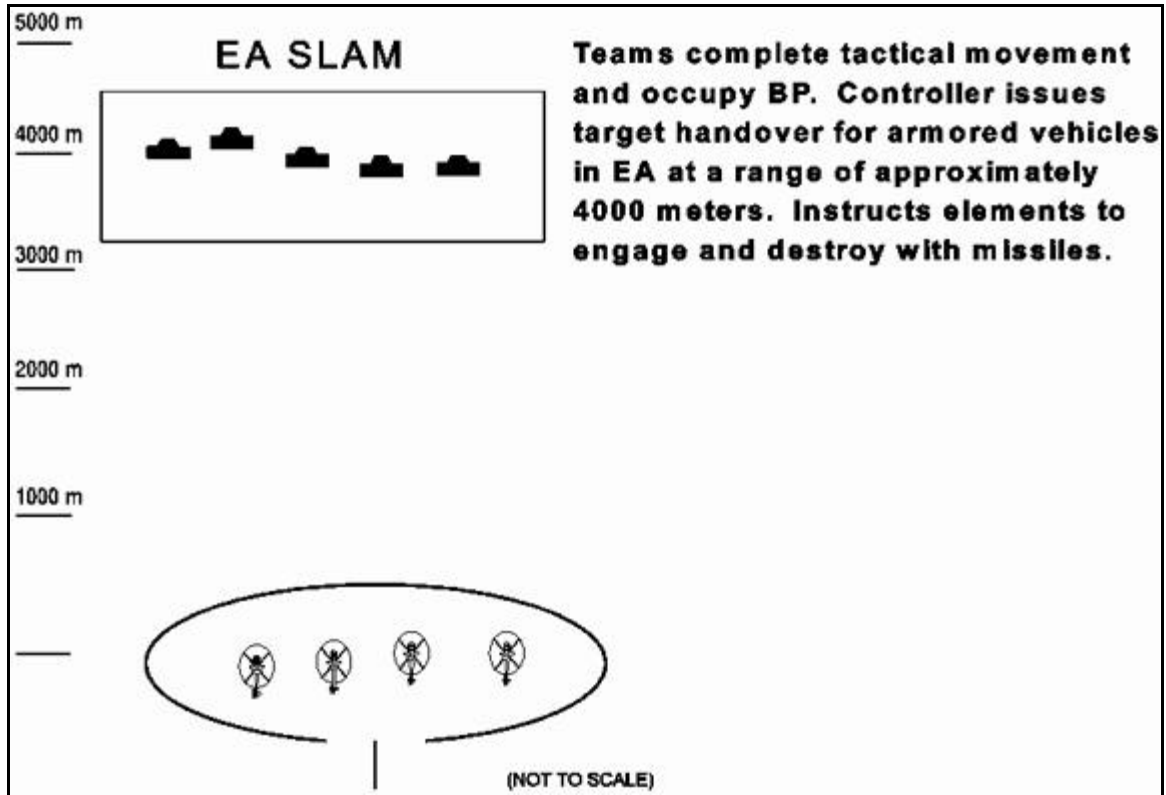 5000 m
EA SLAM
Teams complete tactical movement
and occupy BP. Controller issues
target handover for armored vehicles
in EA at a range of approximately
4000 meters. Instructs elements to
engage and destroy with missiles.
4000 m
3000 m
2000 m
1000 m
(NOT TO SCALE)